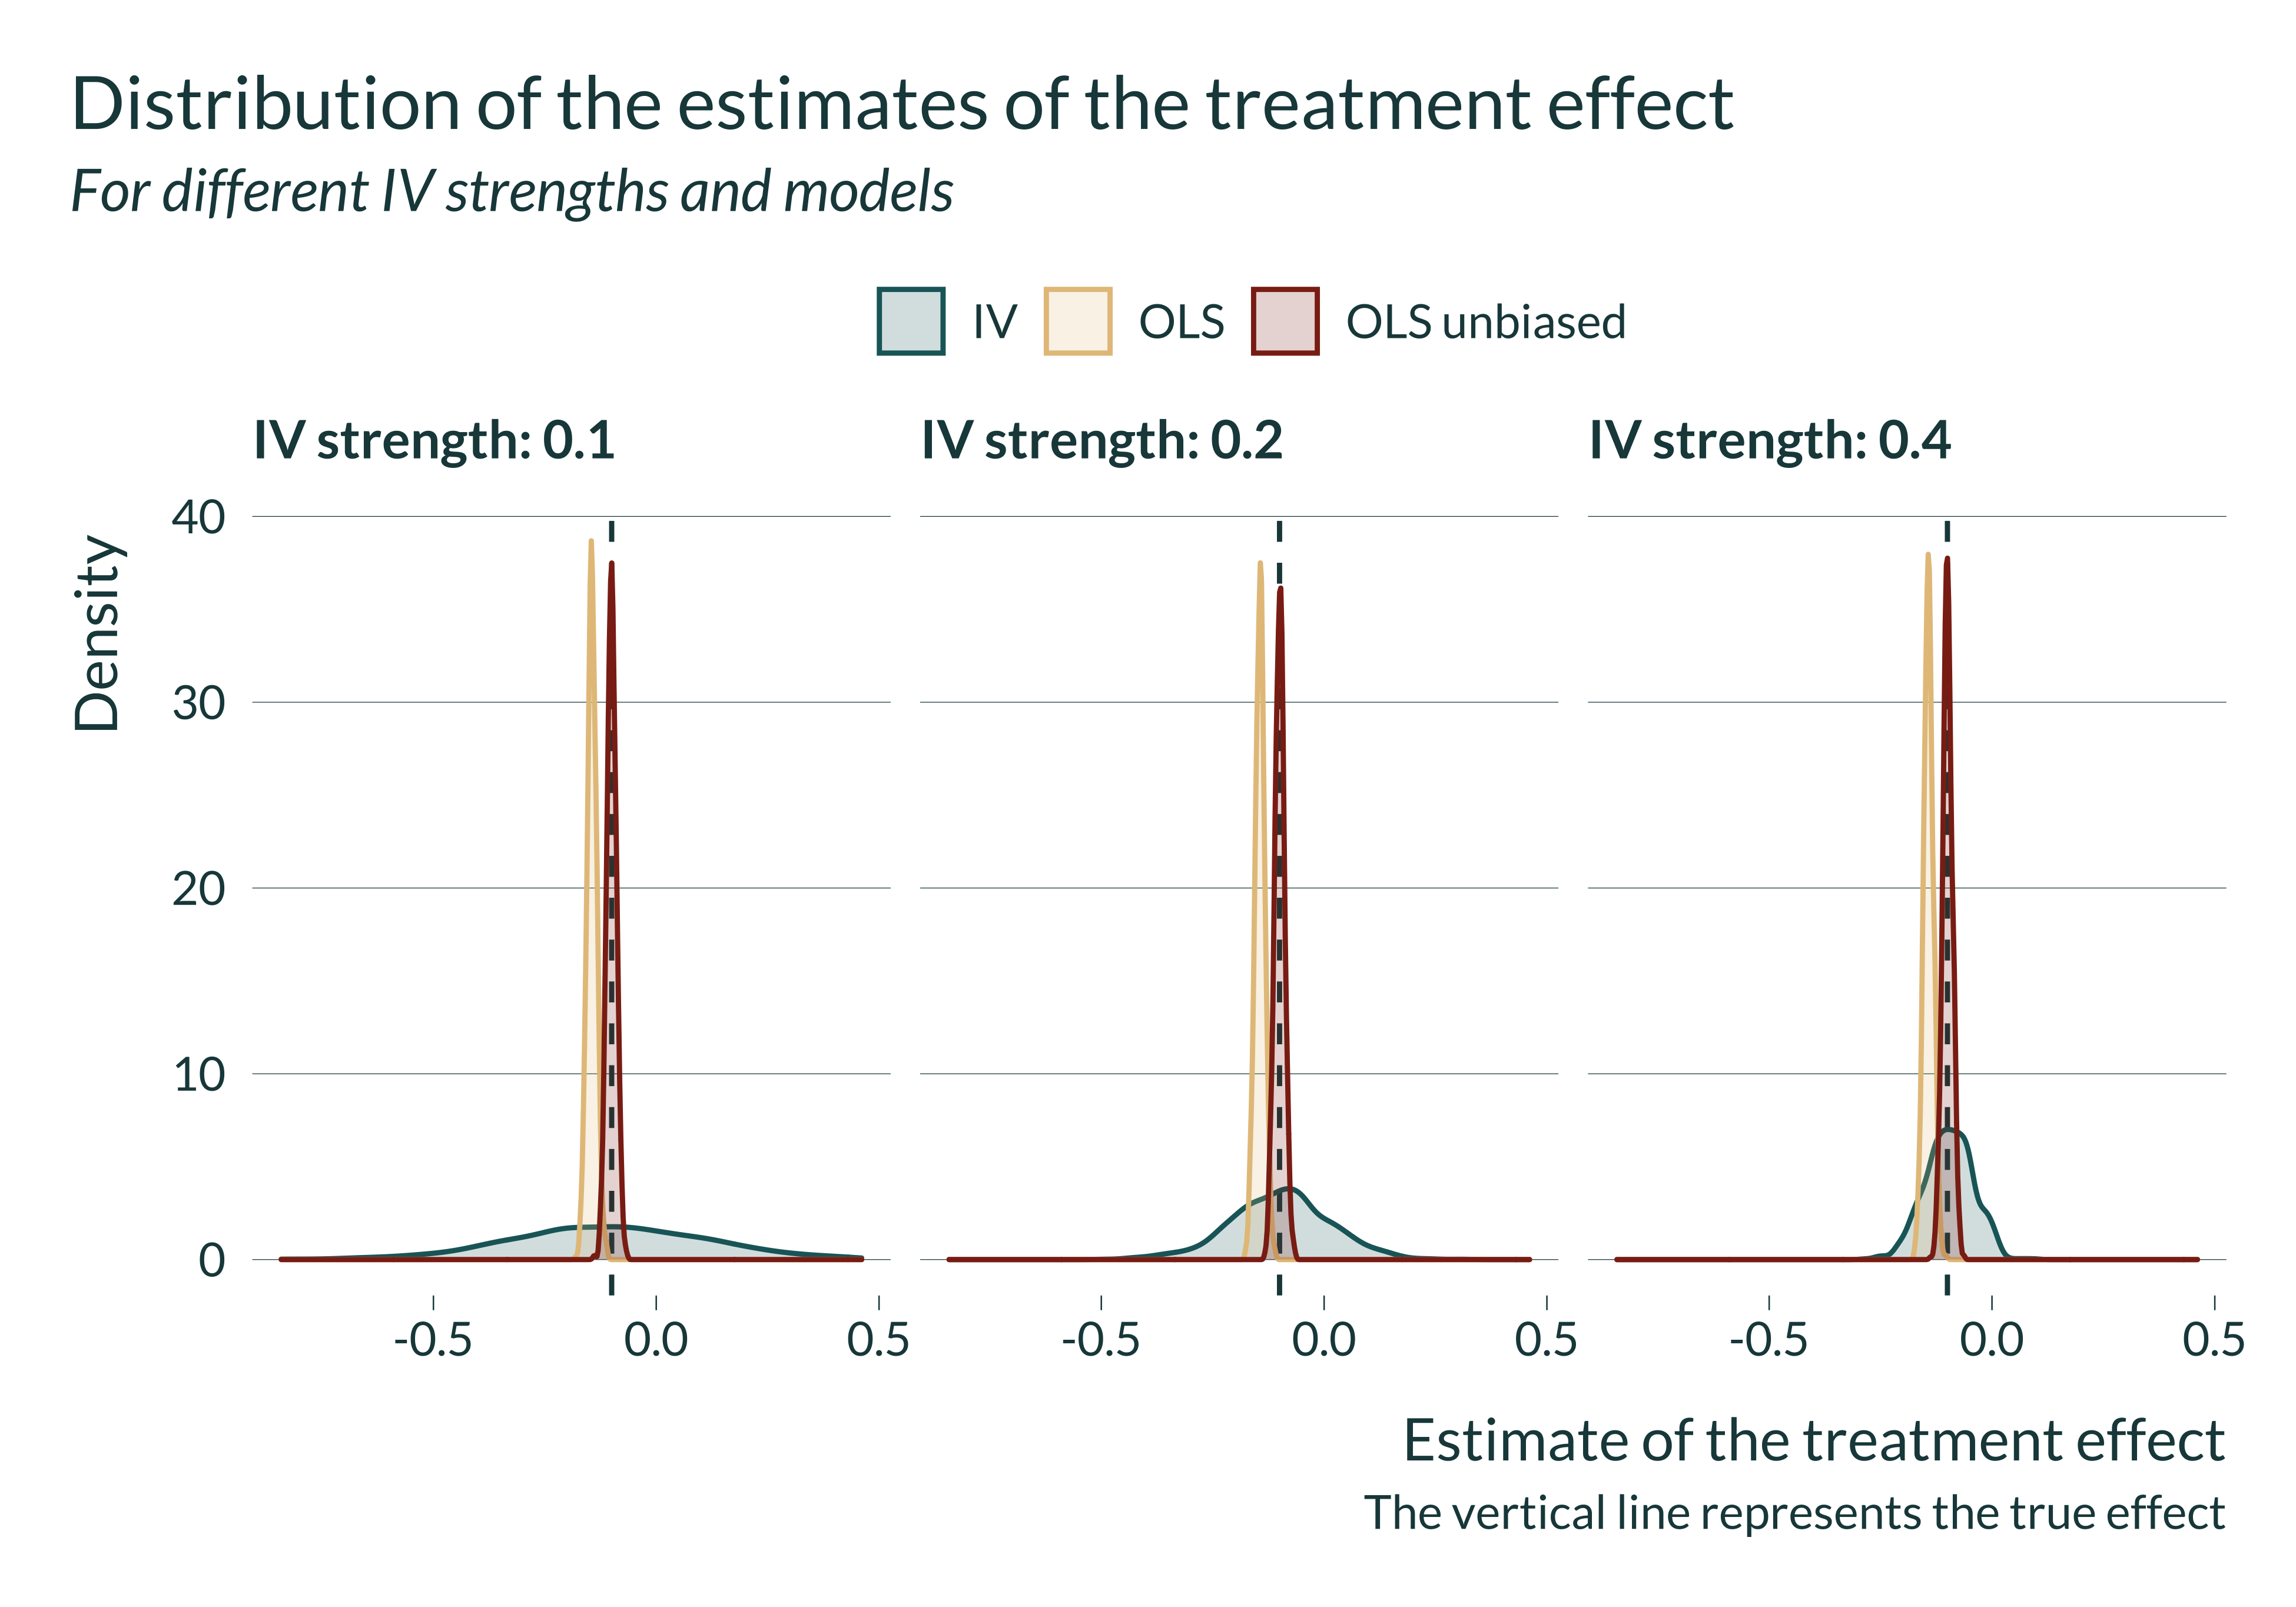 Distribution of the estimates of the treatment effect
For different IV strengths and models
IV OLS OLS unbiased
IV strength: 0.1 IV strength: 0.2 IV strength: 0.4
Density
40
30
20
10
0
-0.5 0.0 0.5 -0.5 0.0 0.5 -0.5 0.0 0.5
Estimate of the treatment effect
The vertical line represents the true effect